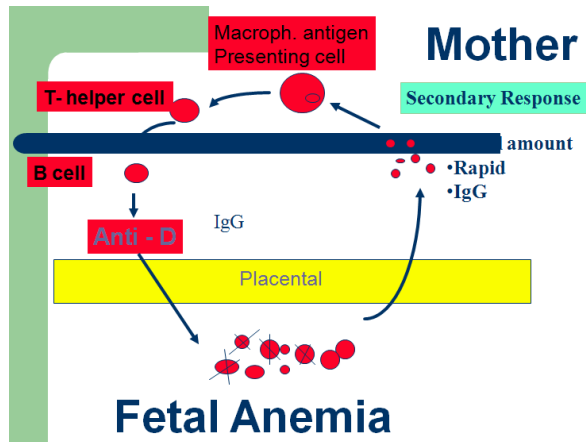 Macroph. antigen
Presenting cell
Mother
T- helper cell
Secondary Response
amount
B cell
•Rapid
•IgG
IgG
Anti - D
Placental
Fetal Anemia